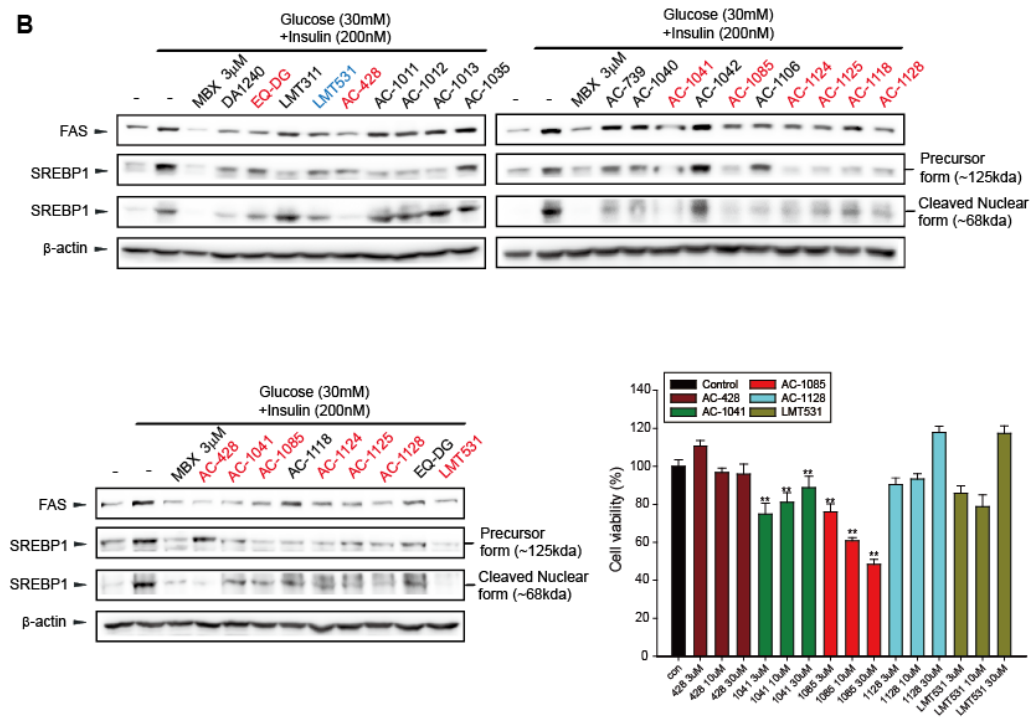 B
Glucose (30mM)
+Insulin (200nM)
- - MBX 3μM DA1240 EQ-DG LMT311 LMT531 AC-428 AC-1011 AC-1012 AC-1013 AC-1035
FAS
SREBP1
SREBP1
β-actin
Glucose (30mM)
+Insulin (200nM)
- - MBX 3μM AC-739 AC-1040 AC-1041 AC-1042 AC-1085 AC-1106 AC-1124 AC-1125 AC-1118 AC-1128
Precursor
form (~125kda)
Cleaved Nuclear
form (~68kda)
Glucose (30mM)
+Insulin (200nM)
- - MBX 3μM AC-428 AC-1041 AC-1085 AC-1118 AC-1124 AC-1125 AC-1128 EQ-DG LMT531
FAS
SREBP1
SREBP1
β-actin
Precursor
form (~125kda)
Cleaved Nuclear
form (~68kda)
Control AC-1085
AC-428 AC-1128
AC-1041 LMT531
Cell viability (%)
140
120
100
80
60
40
20
0
** ** ** ** ** **
con 428 3uM 428 10uM 428 30uM 1041 3uM 1041 10uM 1041 30uM 1085 3uM 1085 10uM 1085 30uM 1128 3uM 1128 10uM 1128 30uM LMT531 3uM LMT531 10uM LMT531 30uM